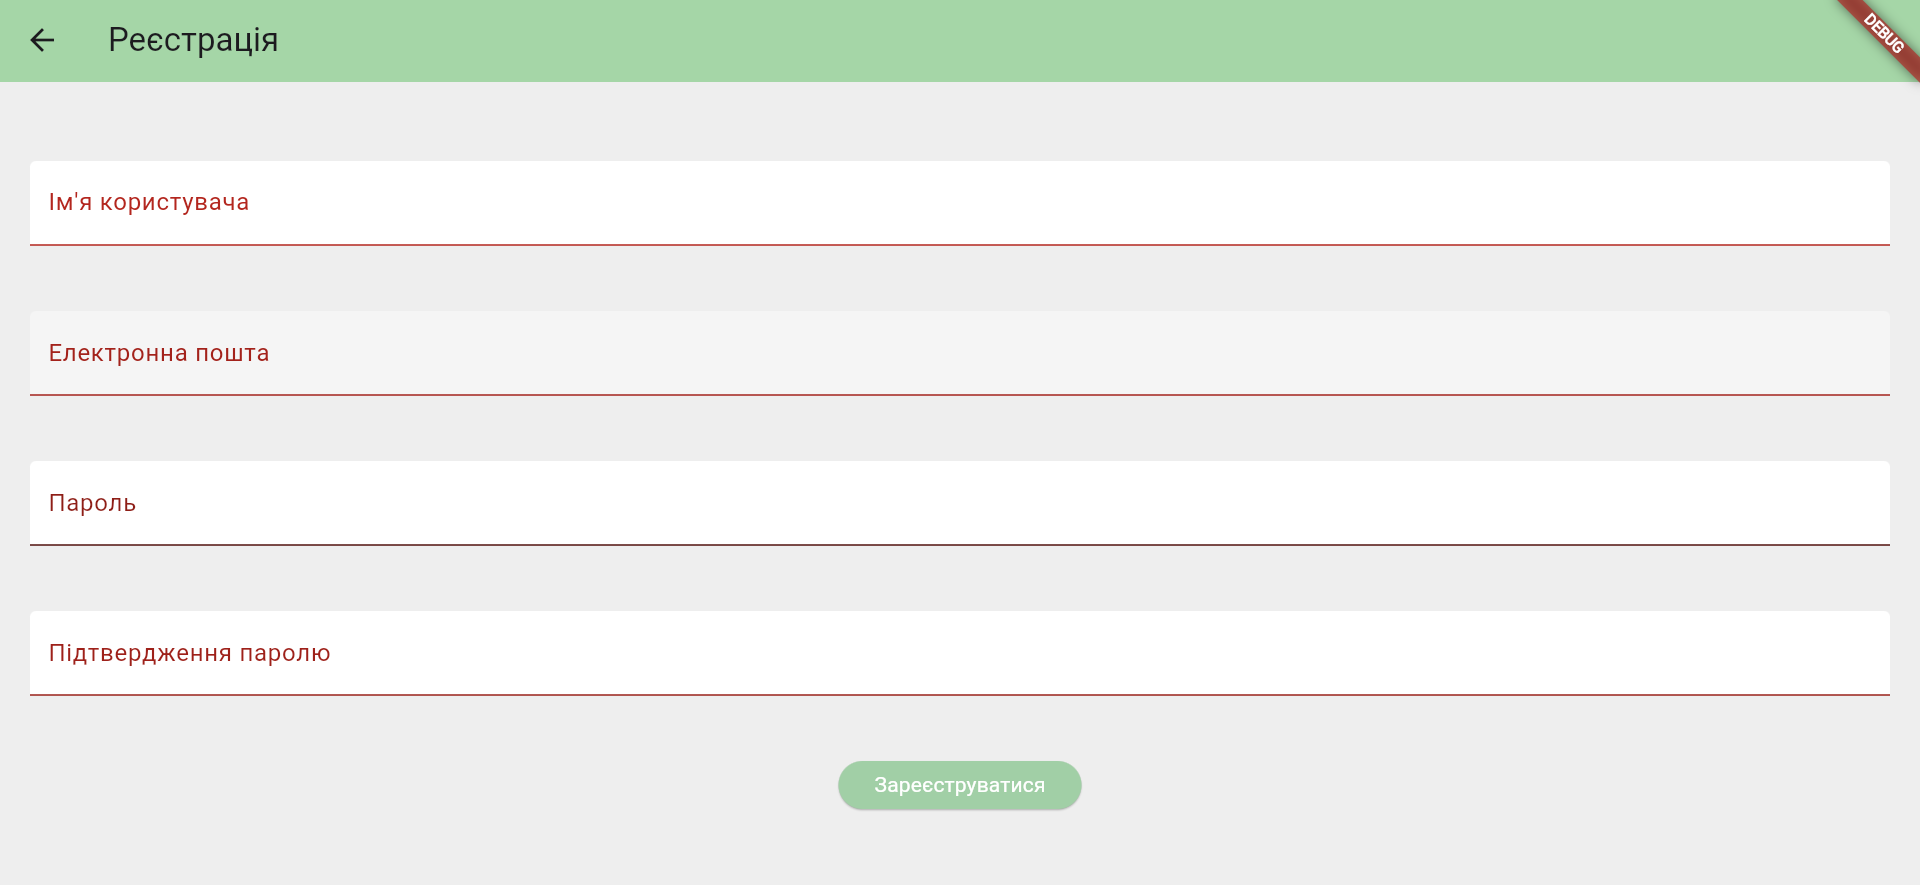 Реєстрація
DEBUG
Ім'я користувача
Електронна пошта
Пароль
Підтвердження паролю
Зареєструватися